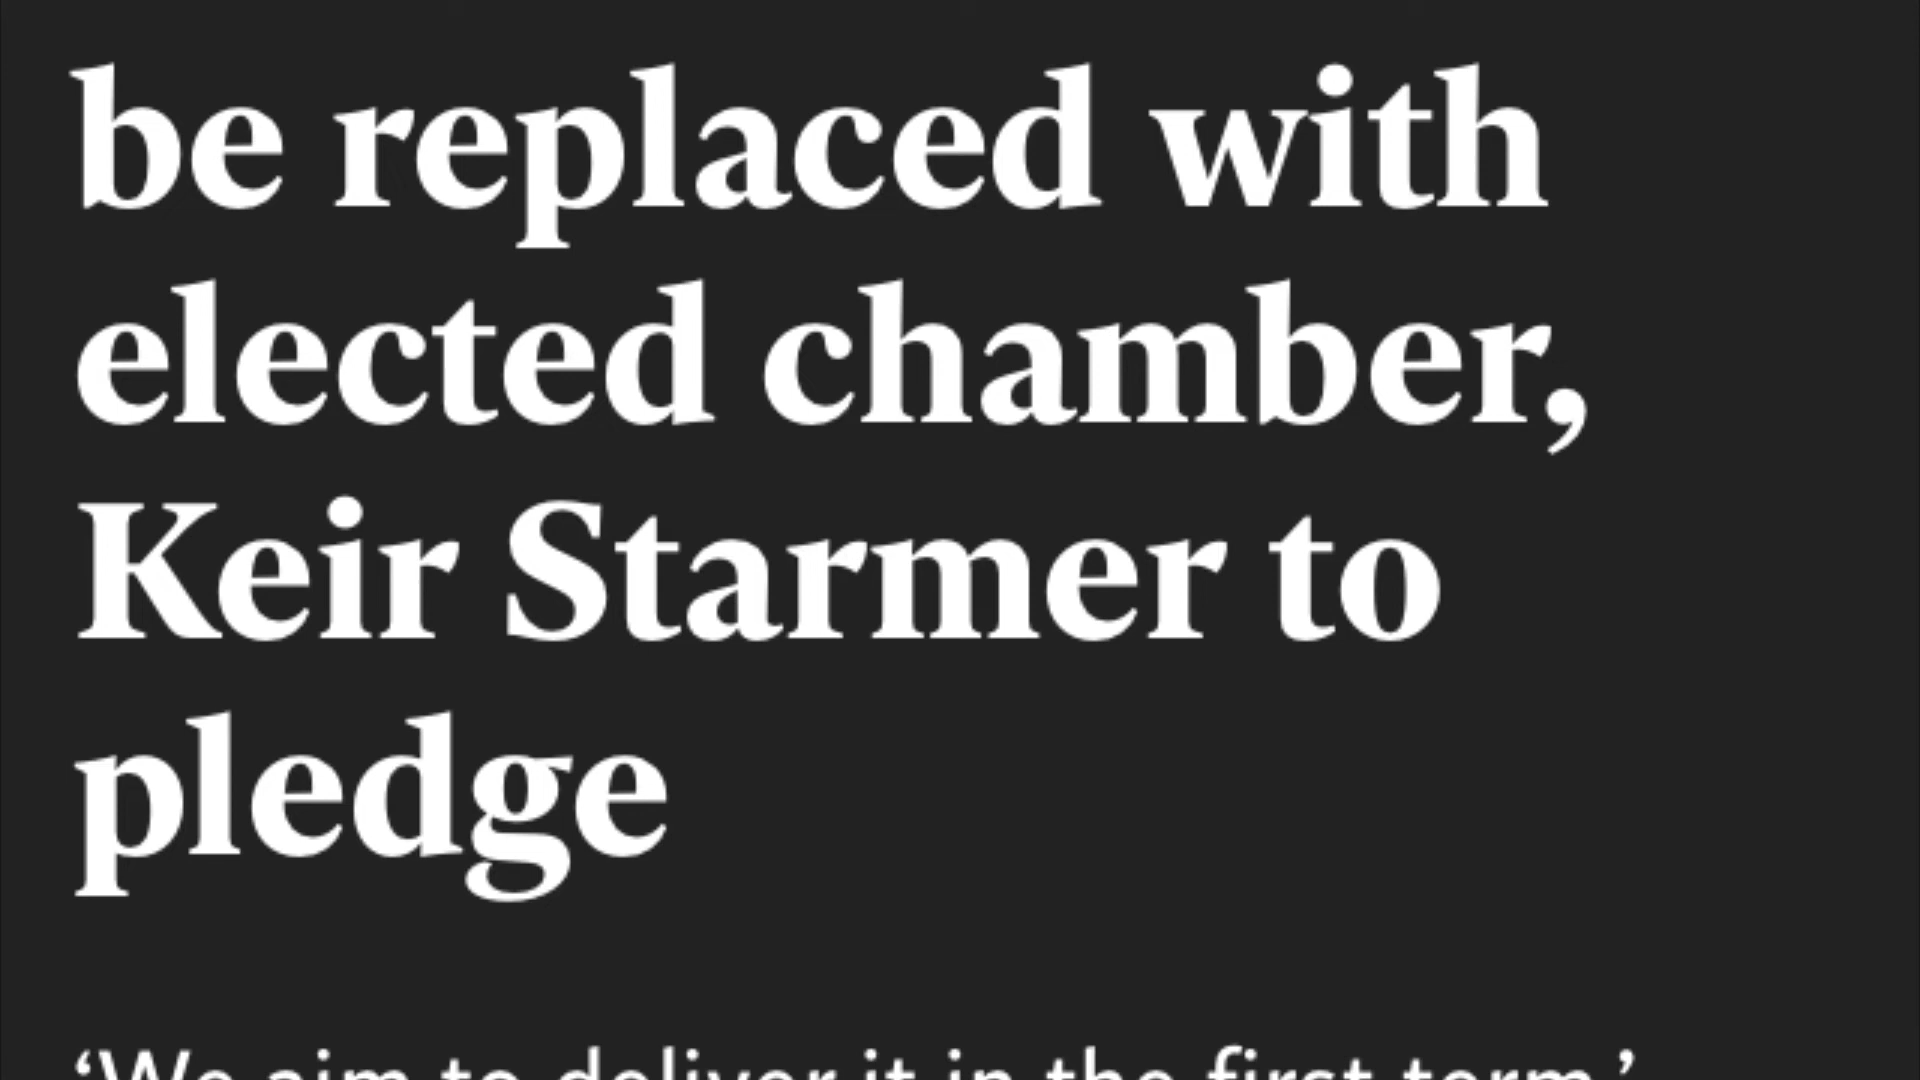 be replaced with
elected chamber,
Keir Starmer to
pledge
‘We aim to deliver it in the first term,’